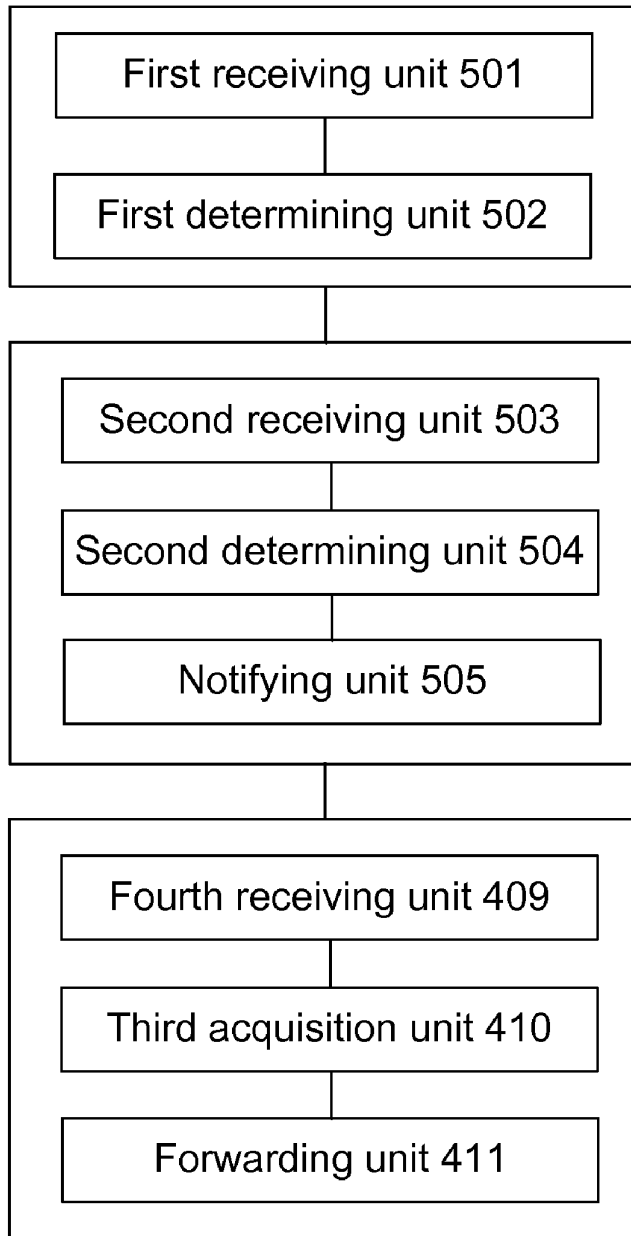 First receiving unit 501
First determining unit 502
Second receiving unit 503
Second determining unit 504
Notifying unit 505
Fourth receiving unit 409
Third acquisition unit 410
Forwarding unit 411